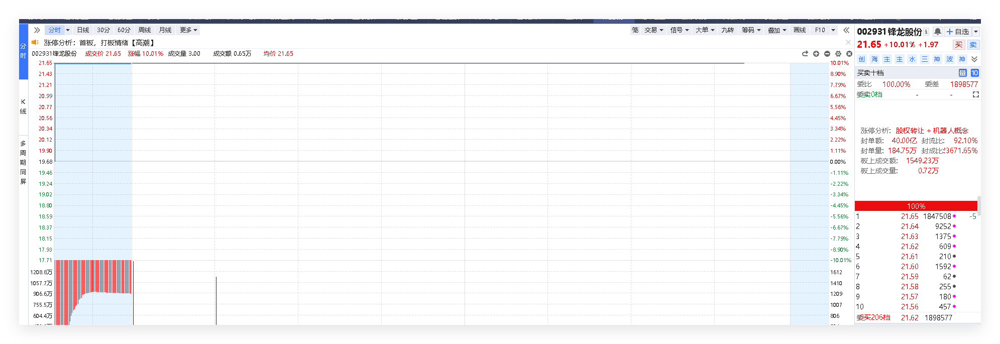 分时 日线 30分 60分 周线 月线 更多 笼 交易 信号 大单 九转 筹码 叠加 画线 F10
涨停分析：首板，打板情绪【高潮】
002931锋龙股份 成交价 21.65 涨幅 10.01% 成交量 3.00 成交额 0.65万 均价 21.65
分时
K线
多周期同屏
21.65 10.01%
21.43 8.90%
21.21 7.79%
20.99 6.67%
20.77 5.56%
20.56 4.45%
20.34 3.34%
20.12 2.22%
19.90 1.11%
19.68 0.00%
19.46 -1.11%
19.24 -2.22%
19.02 -3.34%
18.80 -4.45%
18.59 -5.56%
18.37 -6.67%
18.15 -7.79%
17.93 -8.90%
17.71 -10.01%
1208.8万 1612
1057.7万 1410
906.6万 1209
755.5万 1007
604.4万 806
002931锋龙股份 自选
21.65 +10.01% +1.97 买 卖
创 海 主 主 水 三 神 波 神
买卖十档 量 10
委比 100.00% 委差 1898577
委卖0档 - -
涨停分析： 股权转让 + 机器人概念
封单额： 40.00亿 封流比： 92.10%
封单量： 184.75万 封成比: 3671.65%
板上成交额： 1549.23万
板上成交量： 0.72万
100%
1 21.65 1847508 -5
2 21.64 9252
3 21.63 1375
4 21.62 609
5 21.61 210
6 21.60 1592
7 21.59 62
8 21.58 255
9 21.57 180
10 21.56 457
委买206档 21.62 1898577